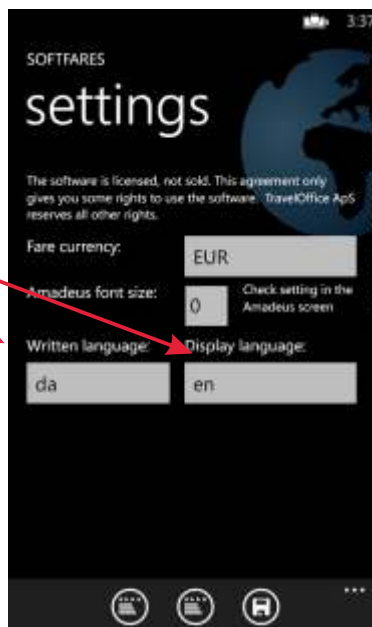 3:37
SOFTFARES
settings
The software is licensed, not sold. This agreement only
gives you some rights to use the software. TravelOffice ApS
reserves all other rights.
Fare currency:
EUR
Amadeus font size:
0
Check setting in the
Amadeus screen
Written language:
Display language:
da
en